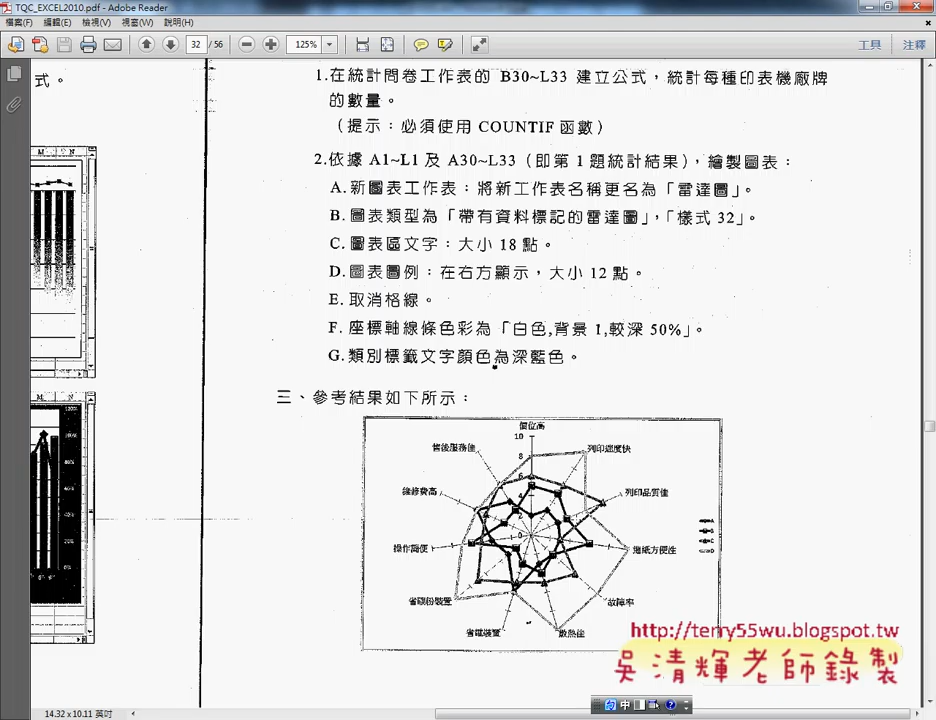 TQC_EXCEL2010.pdf - Adobe Reader
檔案(F) 編輯(E) 檢視(V) 視窗(W) 說明(H)
32 / 56 125% 工具 注釋
式。
1.在統計問卷工作表的 B30~L33 建立公式，統計每種印表機廠牌
的數量。
（提示：必須使用 COUNTIF 函數）
2.依據 A1~L1 及 A30~L33（即第 1 題統計結果），繪製圖表：
A.新圖表工作表：將新工作表名稱更名為「雷達圖」。
B.圖表類型為「帶有資料標記的雷達圖」，「樣式 32」。
C.圖表區文字：大小 18 點。
D.圖表圖例：在右方顯示，大小 12 點。
E.取消格線。
F.座標軸線條色彩為「白色,背景 1,較深 50%」。
G.類別標籤文字顏色為深藍色。
三、參考結果如下所示：
價位高
10
8
6
4
2
0
列印速度快
列印品質佳
進紙方便性
故障率
散熱佳
省電裝置
省碳粉裝置
操作簡便
維修費高
售後服務佳
A
B
C
D
M N
M N
120%
100%
80%
60%
40%
20%
0%
http://terry55wu.blogspot.tw
吳清輝老師錄製
中
14.32 x 10.11 英吋